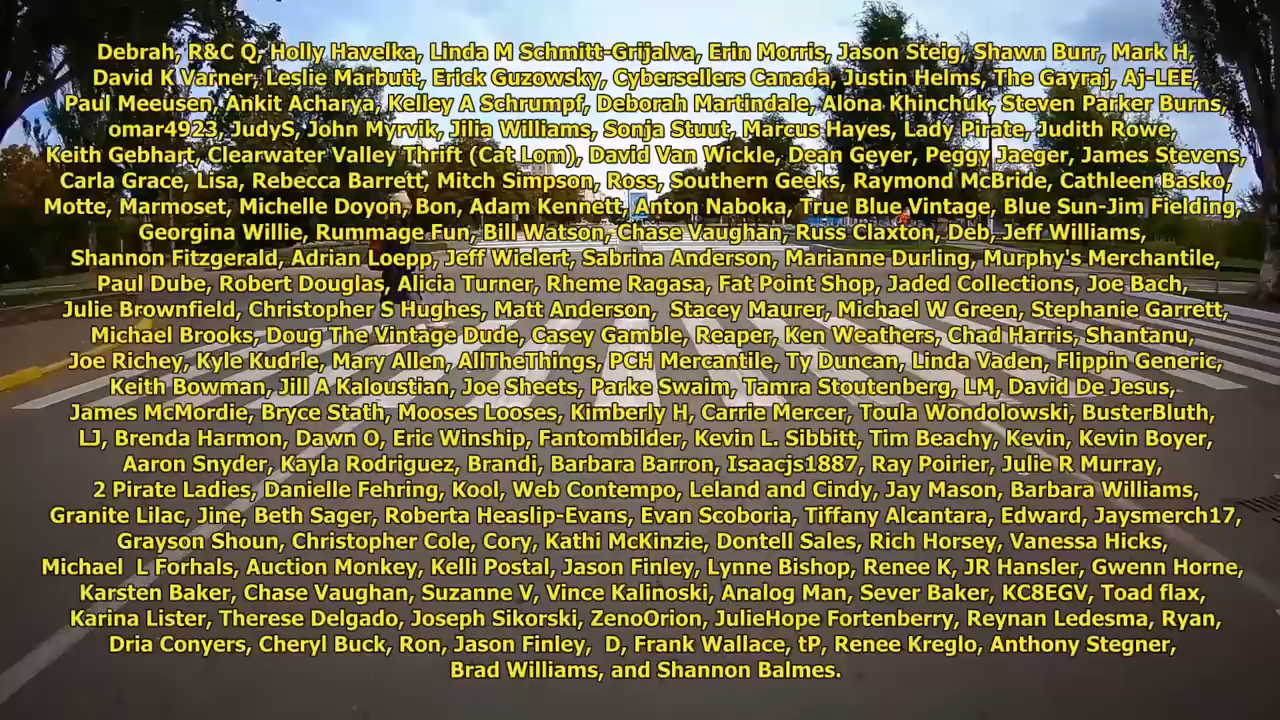 Debrah, R&C Q, Holly Havelka, Linda M Schmitt-Grijalva, Erin Morris, Jason Steig, Shawn Burr, Mark H,
David K Varner, Leslie Marbutt, Erick Guzowsky, Cybersellers Canada, Justin Helms, The Gayraj, Aj-LEE,
Paul Meeusen, Ankit Acharya, Kelley A Schrumpf, Deborah Martindale, Alona Khinchuk, Steven Parker Burns,
omar4923, JudyS, John Myrvik, Jilia Williams, Sonja Stuut, Marcus Hayes, Lady Pirate, Judith Rowe,
Keith Gebhart, Clearwater Valley Thrift (Cat Lom), David Van Wickle, Dean Geyer, Peggy Jaeger, James Stevens,
Carla Grace, Lisa, Rebecca Barrett, Mitch Simpson, Ross, Southern Geeks, Raymond McBride, Cathleen Basko,
Motte, Marmoset, Michelle Doyon, Bon, Adam Kennett, Anton Naboka, True Blue Vintage, Blue Sun-Jim Fielding,
Georgina Willie, Rummage Fun, Bill Watson, Chase Vaughan, Russ Claxton, Deb, Jeff Williams,
Shannon Fitzgerald, Adrian Loepp, Jeff Wielert, Sabrina Anderson, Marianne Durling, Murphy's Merchantile,
Paul Dube, Robert Douglas, Alicia Turner, Rheme Ragasa, Fat Point Shop, Jaded Collections, Joe Bach,
Julie Brownfield, Christopher S Hughes, Matt Anderson,  Stacey Maurer, Michael W Green, Stephanie Garrett,
Michael Brooks, Doug The Vintage Dude, Casey Gamble, Reaper, Ken Weathers, Chad Harris, Shantanu,
Joe Richey, Kyle Kudrle, Mary Allen, AllTheThings, PCH Mercantile, Ty Duncan, Linda Vaden, Flippin Generic,
Keith Bowman, Jill A Kaloustian, Joe Sheets, Parke Swaim, Tamra Stoutenberg, LM, David De Jesus,
James McMordie, Bryce Stath, Mooses Looses, Kimberly H, Carrie Mercer, Toula Wondolowski, BusterBluth,
LJ, Brenda Harmon, Dawn O, Eric Winship, Fantombilder, Kevin L. Sibbitt, Tim Beachy, Kevin, Kevin Boyer,
Aaron Snyder, Kayla Rodriguez, Brandi, Barbara Barron, Isaacjs1887, Ray Poirier, Julie R Murray,
2 Pirate Ladies, Danielle Fehring, Kool, Web Contempo, Leland and Cindy, Jay Mason, Barbara Williams,
Granite Lilac, Jine, Beth Sager, Roberta Heaslip-Evans, Evan Scoboria, Tiffany Alcantara, Edward, Jaysmerch17,
Grayson Shoun, Christopher Cole, Cory, Kathi McKinzie, Dontell Sales, Rich Horsey, Vanessa Hicks,
Michael  L Forhals, Auction Monkey, Kelli Postal, Jason Finley, Lynne Bishop, Renee K, JR Hansler, Gwenn Horne,
Karsten Baker, Chase Vaughan, Suzanne V, Vince Kalinoski, Analog Man, Sever Baker, KC8EGV, Toad flax,
Karina Lister, Therese Delgado, Joseph Sikorski, ZenoOrion, JulieHope Fortenberry, Reynan Ledesma, Ryan,
Dria Conyers, Cheryl Buck, Ron, Jason Finley,  D, Frank Wallace, tP, Renee Kreglo, Anthony Stegner,
Brad Williams, and Shannon Balmes.